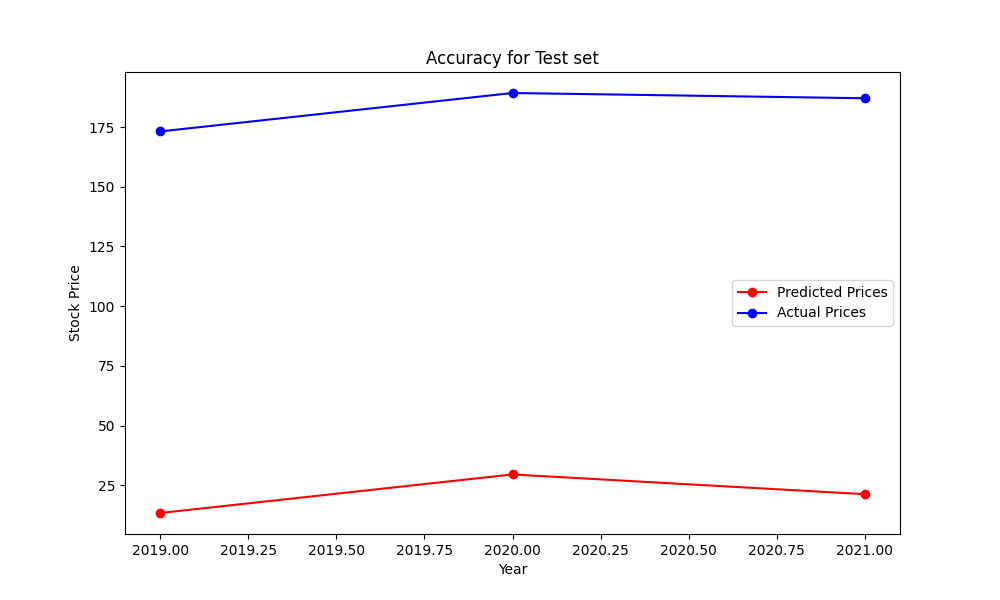 Accuracy for Test set
Stock Price
175
150
125
100
75
50
25
Predicted Prices
Actual Prices
2019.00 2019.25 2019.50 2019.75 2020.00 2020.25 2020.50 2020.75 2021.00
Year